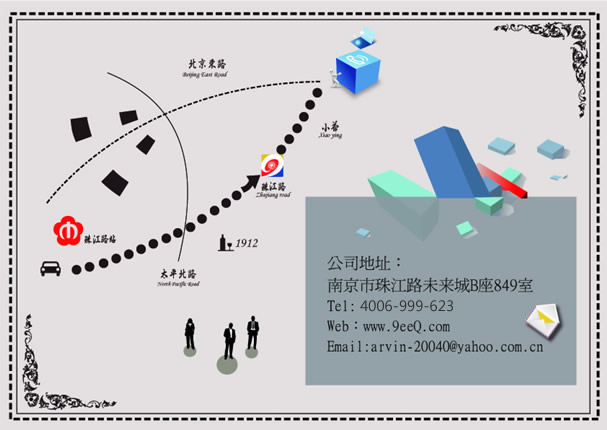 北京東路
Beijing East Road
小营
Xiao ying
珠江路
Zhujiang road
珠江路站
1912
太平北路
North Pacific Road
公司地址：
南京市珠江路未来城B座849室
Tel: 4006-999-623
Web：www.9eeQ.com
Email:arvin-20040@yahoo.com.cn